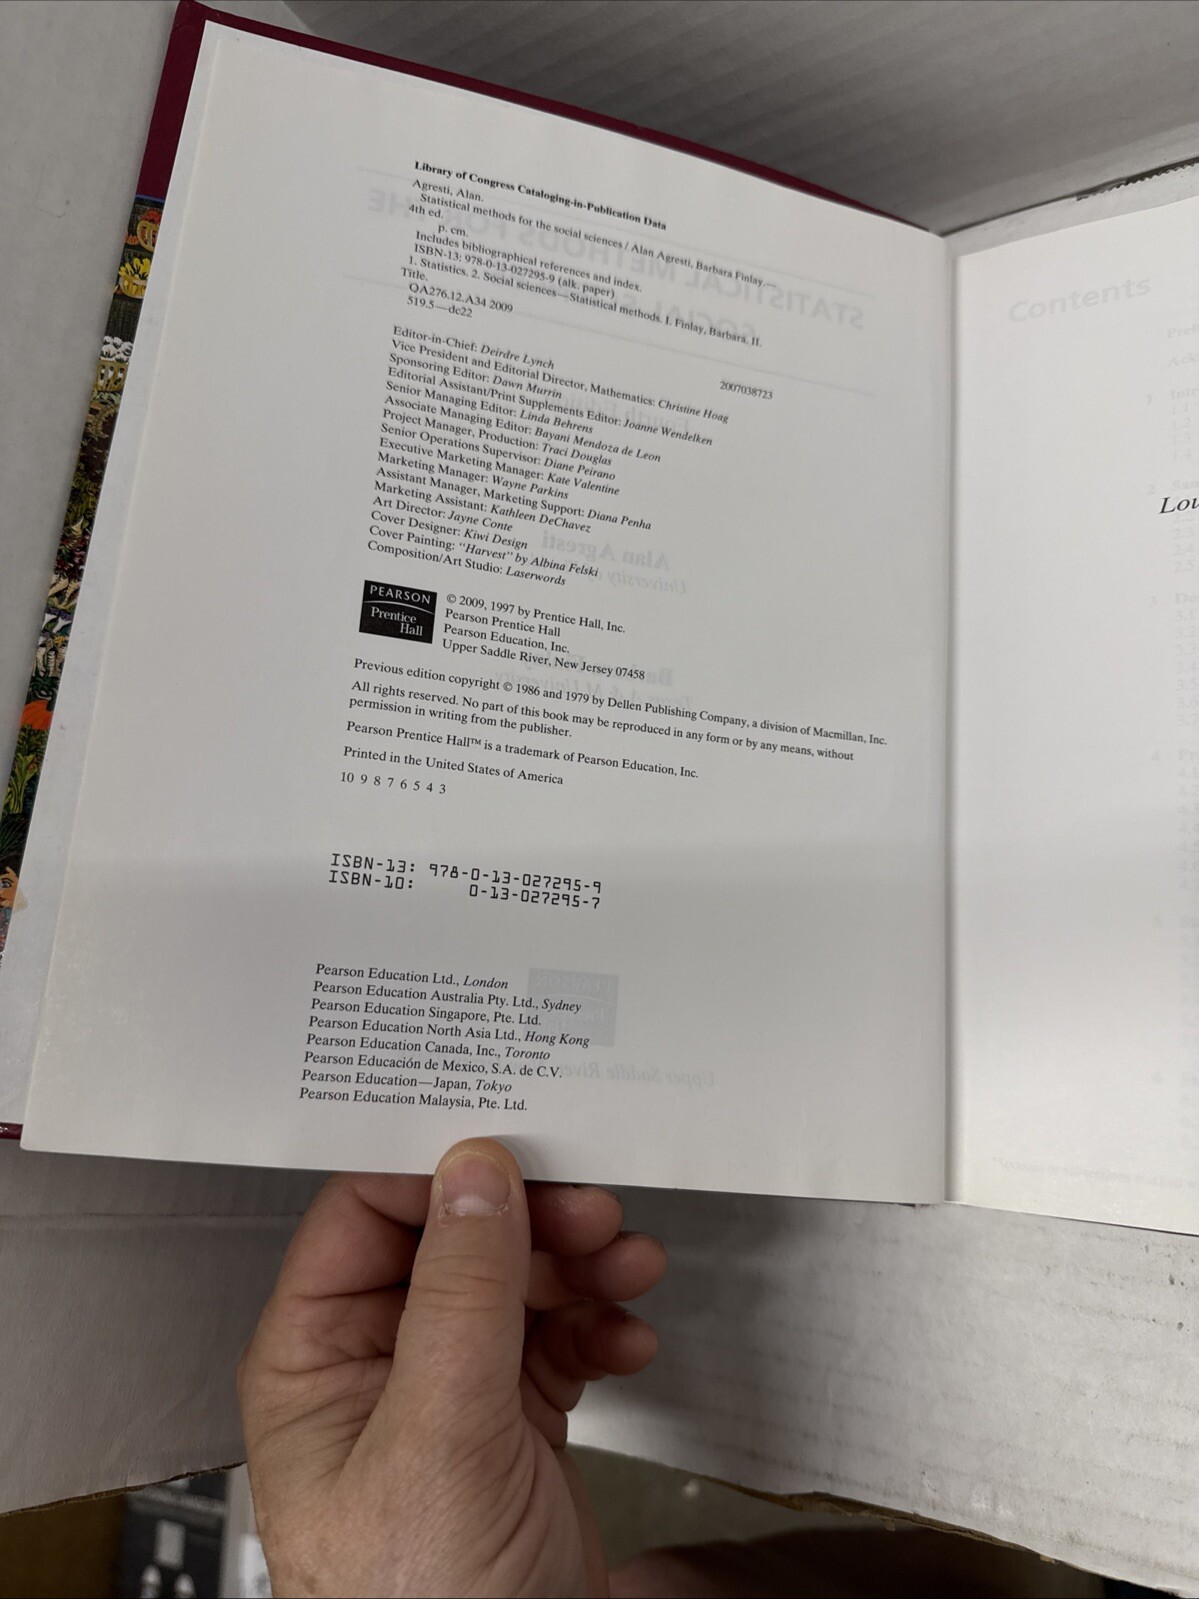 Library of Congress Cataloging-in-Publication Data
Agresti, Alan.
Statistical methods for the social sciences / Alan Agresti, Barbara Finlay.—
4th ed.
p. cm.
Includes bibliographical references and index.
ISBN-13: 978-0-13-027295-9 (alk. paper)
1. Statistics. 2. Social sciences—Statistical methods. I. Finlay, Barbara. II.
Title.
QA276.12.A34 2009
519.5—dc22
2007038723
Editor-in-Chief: Deirdre Lynch
Vice President and Editorial Director, Mathematics: Christine Hoag
Sponsoring Editor: Dawn Murrin
Editorial Assistant/Print Supplements Editor: Joanne Wendelken
Senior Managing Editor: Linda Behrens
Associate Managing Editor: Bayani Mendoza de Leon
Project Manager, Production: Traci Douglas
Senior Operations Supervisor: Diane Peirano
Executive Marketing Manager: Kate Valentine
Marketing Manager: Wayne Parkins
Assistant Manager, Marketing Support: Diana Penha
Marketing Assistant: Kathleen DeChavez
Art Director: Jayne Conte
Cover Designer: Kiwi Design
Cover Painting: "Harvest" by Albina Felski
Composition/Art Studio: Laserwords
PEARSON
Prentice
Hall
© 2009, 1997 by Prentice Hall, Inc.
Pearson Prentice Hall
Pearson Education, Inc.
Upper Saddle River, New Jersey 07458
Previous edition copyright © 1986 and 1979 by Dellen Publishing Company, a division of Macmillan, Inc.
All rights reserved. No part of this book may be reproduced in any form or by any means, without
permission in writing from the publisher.
Pearson Prentice Hall™ is a trademark of Pearson Education, Inc.
Printed in the United States of America
10 9 8 7 6 5 4 3
ISBN-13: 978-0-13-027295-9
ISBN-10: 0-13-027295-7
Pearson Education Ltd., London
Pearson Education Australia Pty. Ltd., Sydney
Pearson Education Singapore, Pte. Ltd.
Pearson Education North Asia Ltd., Hong Kong
Pearson Education Canada, Inc., Toronto
Pearson Educación de Mexico, S.A. de C.V.
Pearson Education—Japan, Tokyo
Pearson Education Malaysia, Pte. Ltd.
Contents
Lou